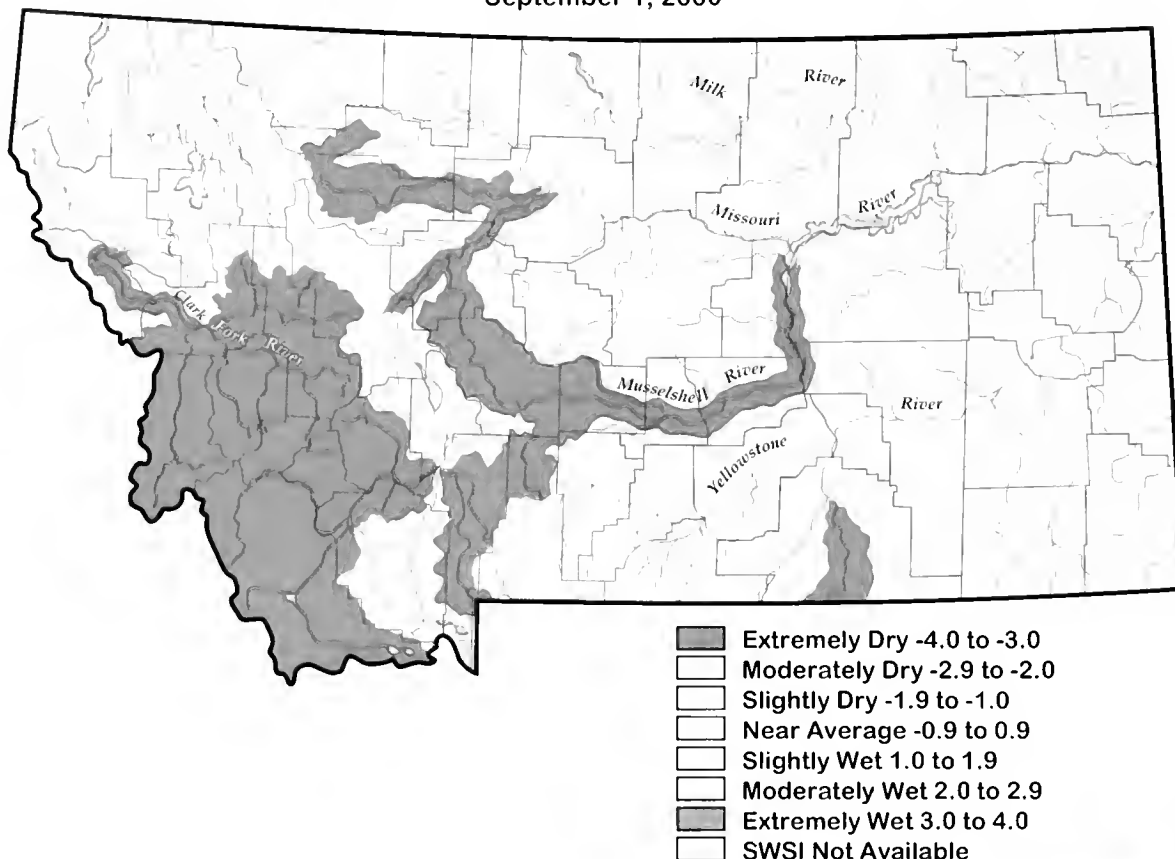 Milk River
Missouri River
Clark Fork River
Musselshell River
River
Yellowstone
Extremely Dry -4.0 to -3.0
Moderately Dry -2.9 to -2.0
Slightly Dry -1.9 to -1.0
Near Average -0.9 to 0.9
Slightly Wet 1.0 to 1.9
Moderately Wet 2.0 to 2.9
Extremely Wet 3.0 to 4.0
SWSI Not Available